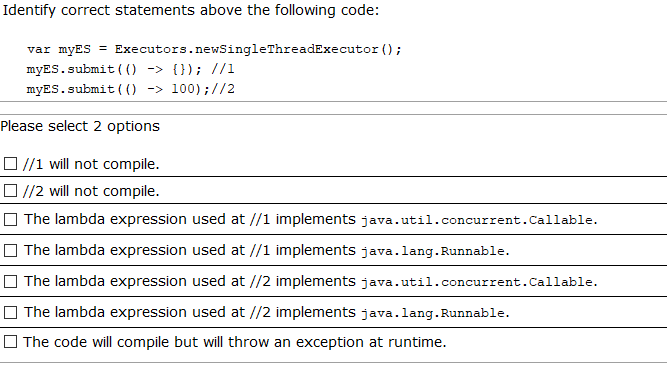 Identify correct statements above the following code:
var myES = Executors.newSingleThreadExecutor();
myES.submit(() -> {}); //1
myES.submit(() -> 100);//2
Please select 2 options
//1 will not compile.
//2 will not compile.
The lambda expression used at //1 implements java.util.concurrent.Callable.
The lambda expression used at //1 implements java.lang.Runnable.
The lambda expression used at //2 implements java.util.concurrent.Callable.
The lambda expression used at //2 implements java.lang.Runnable.
The code will compile but will throw an exception at runtime.